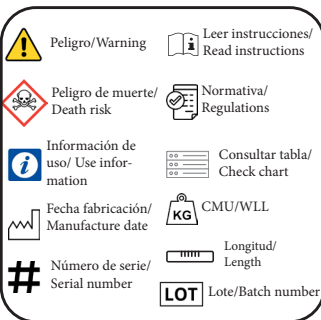 Peligro/Warning
Peligro de muerte/
Death risk
i
Información de
uso/ Use infor-
mation
Fecha fabricación/
Manufacture date
#
Número de serie/
Serial number
i
Leer instrucciones/
Read instructions
Normativa/
Regulations
Consultar tabla/
Check chart
KG
CMU/WLL
Longitud/
Length
LOT
Lote/Batch number